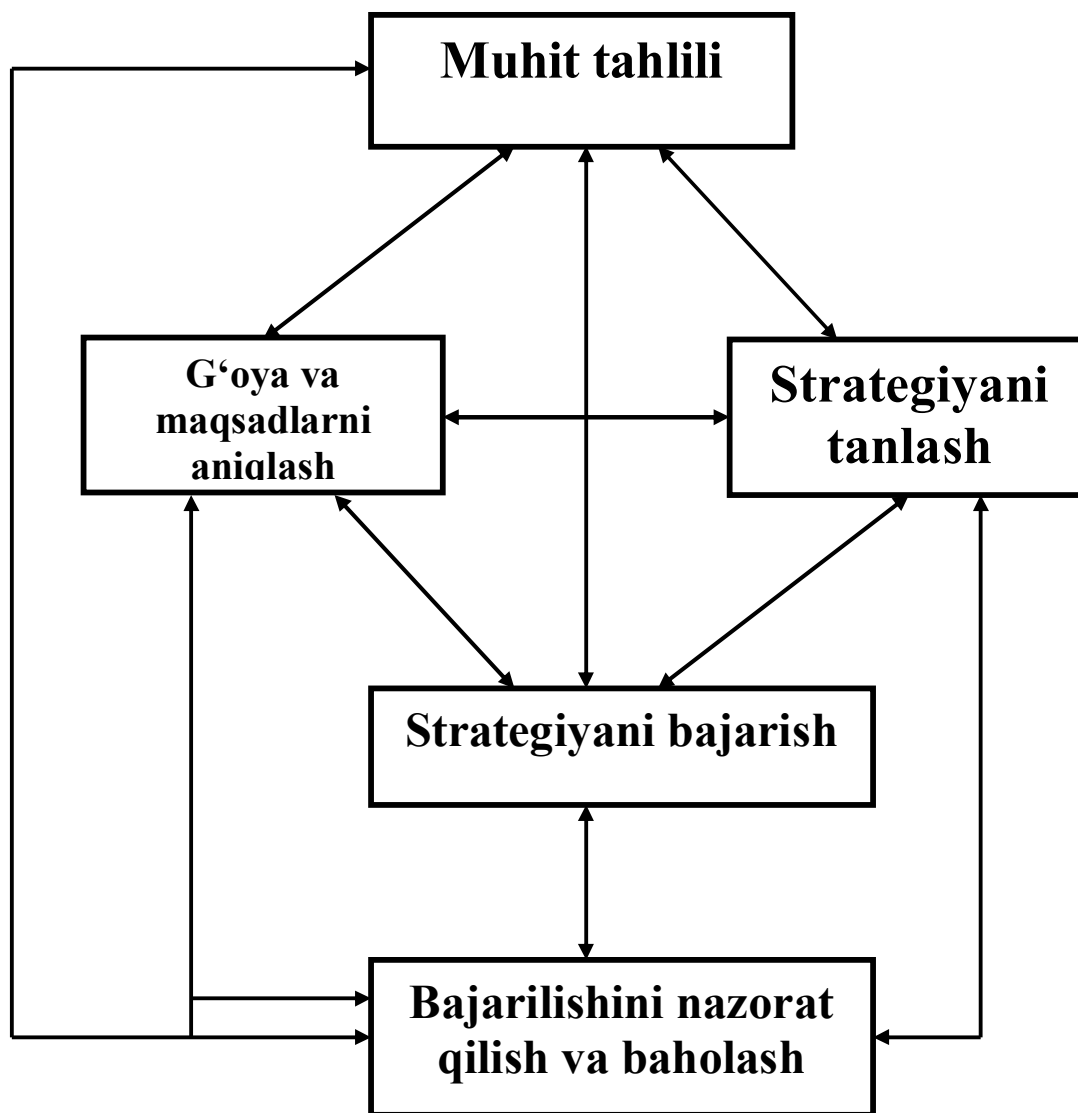 Muhit tahlili
G‘oya va
maqsadlarni
aniqlash
Strategiyani
tanlash
Strategiyani bajarish
Bajarilishini nazorat
qilish va baholash